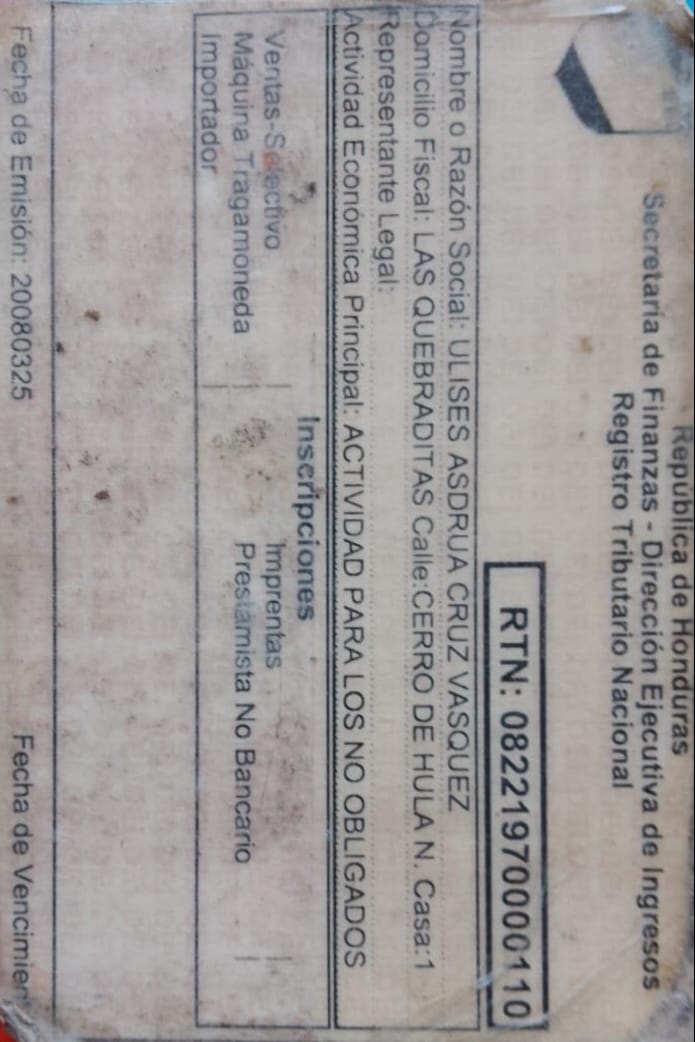 República de Honduras
Secretaría de Finanzas - Dirección Ejecutiva de Ingresos
Registro Tributario Nacional
RTN: 08221970000110
Nombre o Razón Social: ULISES ASDRUA CRUZ VASQUEZ
Domicilio Fiscal: LAS QUEBRADITAS Calle:CERRO DE HULA N. Casa:1
Representante Legal:
Actividad Económica Principal: ACTIVIDAD PARA LOS NO OBLIGADOS
Inscripciones
Ventas-Selectivo Imprentas
Máquina Tragamoneda Prestamista No Bancario
Importador
Fecha de Emisión: 20080325 Fecha de